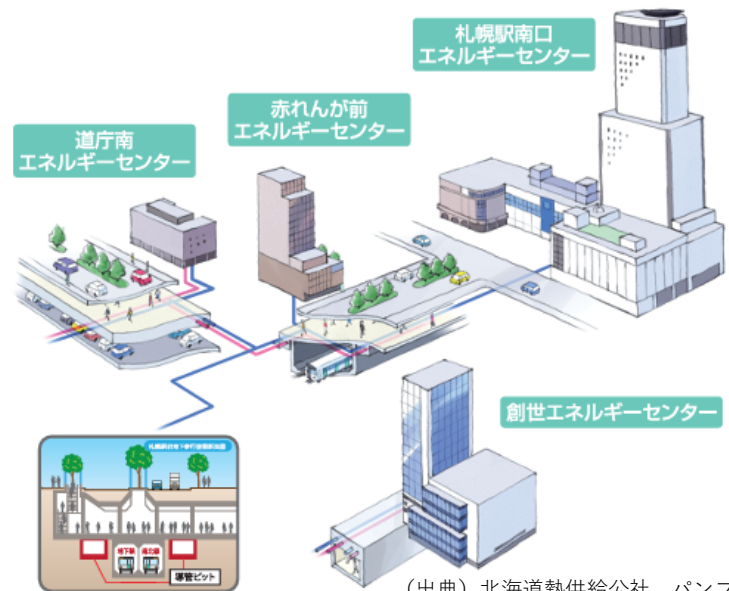 札幌駅南口
エネルギーセンター
赤れんが前
エネルギーセンター
道庁南
エネルギーセンター
創世エネルギーセンター
地下鉄
南北線
導管ピット
（出典）北海道熱供給公社　パンフ